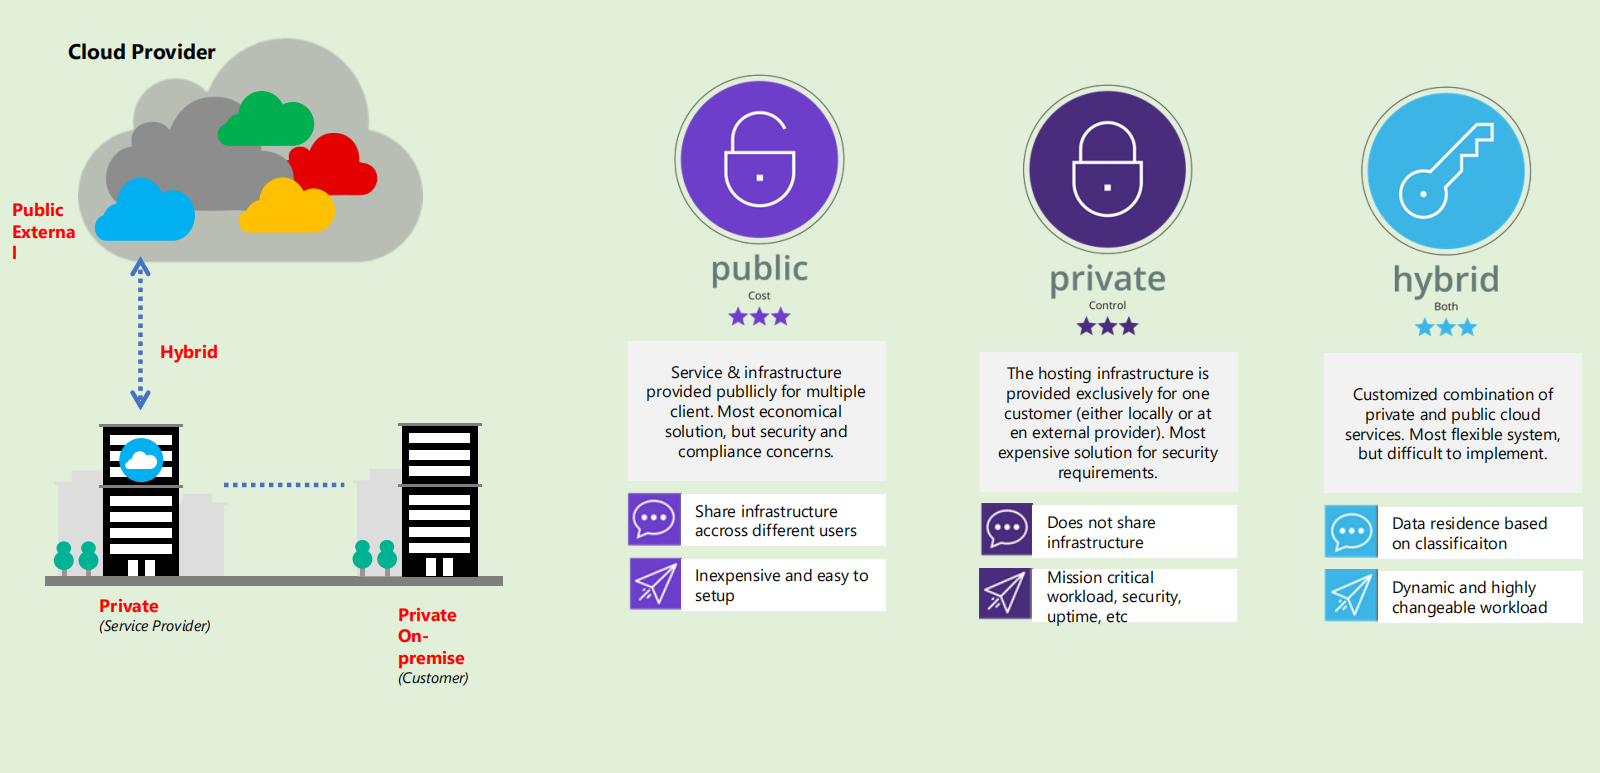 Cloud Provider
Public
Externa
l
Hybrid
Private
(Service Provider)
Private
On-
premise
(Customer)
public
Cost
Service & infrastructure
provided publlicly for multiple
client. Most economical
solution, but security and
compliance concerns.
Share infrastructure
accross different users
Inexpensive and easy to
setup
private
Control
The hosting infrastructure is
provided exclusively for one
customer (either locally or at
en external provider). Most
expensive solution for security
requirements.
Does not share
infrastructure
Mission critical
workload, security,
uptime, etc
hybrid
Both
Customized combination of
private and public cloud
services. Most flexible system,
but difficult to implement.
Data residence based
on classificaiton
Dynamic and highly
changeable workload